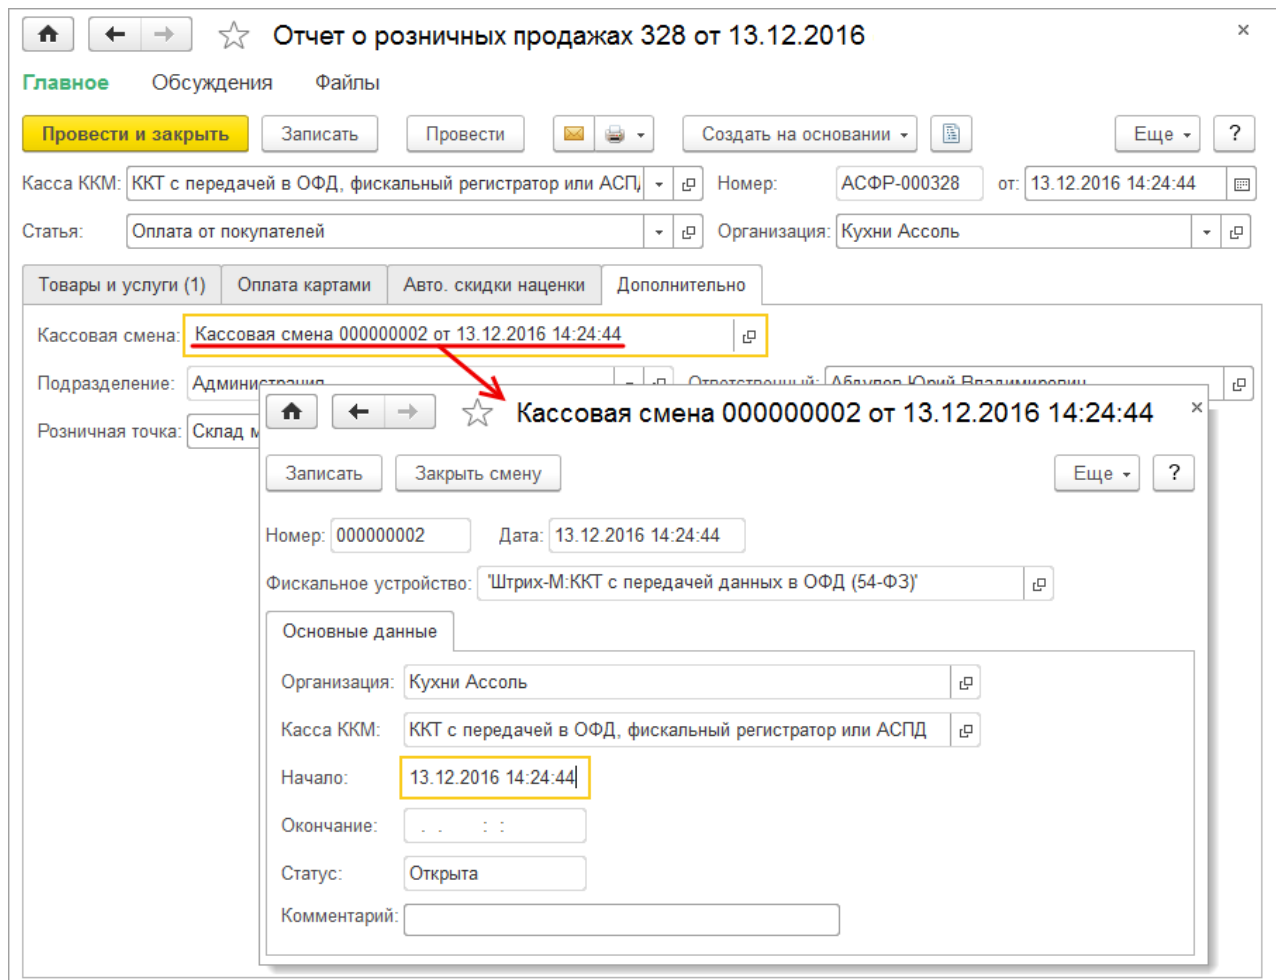 Отчет о розничных продажах 328 от 13.12.2016
Главное Обсуждения Файлы
Провести и закрыть Записать Провести Создать на основании Еще ?
Касса ККМ: ККТ с передачей в ОФД, фискальный регистратор или АСПД Номер: АСФР-000328 от: 13.12.2016 14:24:44
Статья: Оплата от покупателей Организация: Кухни Ассоль
Товары и услуги (1) Оплата картами Авто. скидки наценки Дополнительно
Кассовая смена: Кассовая смена 000000002 от 13.12.2016 14:24:44
Подразделение: Администрация Ответственный: Абдулов Юрий Владимирович
Розничная точка: Склад м
Кассовая смена 000000002 от 13.12.2016 14:24:44
Записать Закрыть смену Еще ?
Номер: 000000002 Дата: 13.12.2016 14:24:44
Фискальное устройство: 'Штрих-М:ККТ с передачей данных в ОФД (54-ФЗ)'
Основные данные
Организация: Кухни Ассоль
Касса ККМ: ККТ с передачей в ОФД, фискальный регистратор или АСПД
Начало: 13.12.2016 14:24:44
Окончание: . . : :
Статус: Открыта
Комментарий: